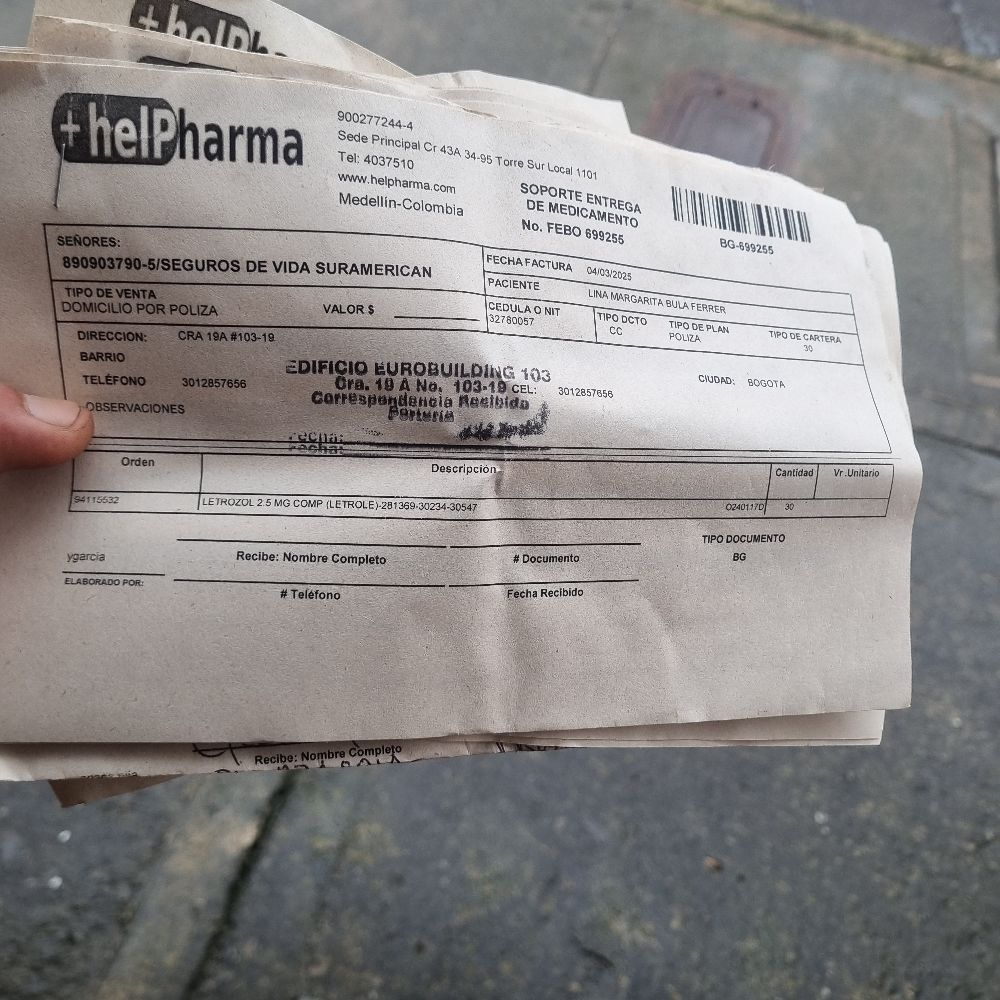 +helPharma
900277244-4
Sede Principal Cr 43A 34-95 Torre Sur Local 1101
Tel: 4037510
www.helpharma.com
Medellín-Colombia
SOPORTE ENTREGA
DE MEDICAMENTO
No. FEBO 699255
BG-699255
SEÑORES:
890903790-5/SEGUROS DE VIDA SURAMERICAN
FECHA FACTURA 04/03/2025
PACIENTE LINA MARGARITA BULA FERRER
TIPO DE VENTA
DOMICILIO POR POLIZA
VALOR $
CEDULA O NIT
32780057
TIPO DCTO
CC
TIPO DE PLAN
POLIZA
TIPO DE CARTERA
30
DIRECCION: CRA 19A #103-19
BARRIO
TELÉFONO 3012857656
CEL: 3012857656
CIUDAD: BOGOTA
OBSERVACIONES
EDIFICIO EUROBUILDING 103
Cra. 19 A No. 103-19
Correspondencia Recibida
Portería
Fecha:
Fecha:
Orden Descripción Cantidad Vr .Unitario
94115532 LETROZOL 2.5 MG COMP (LETROLE)-281369-30234-30547 O240117D 30
ygarcia
ELABORADO POR:
Recibe: Nombre Completo
# Documento
# Teléfono
Fecha Recibido
TIPO DOCUMENTO
BG
Recibe: Nombre Completo